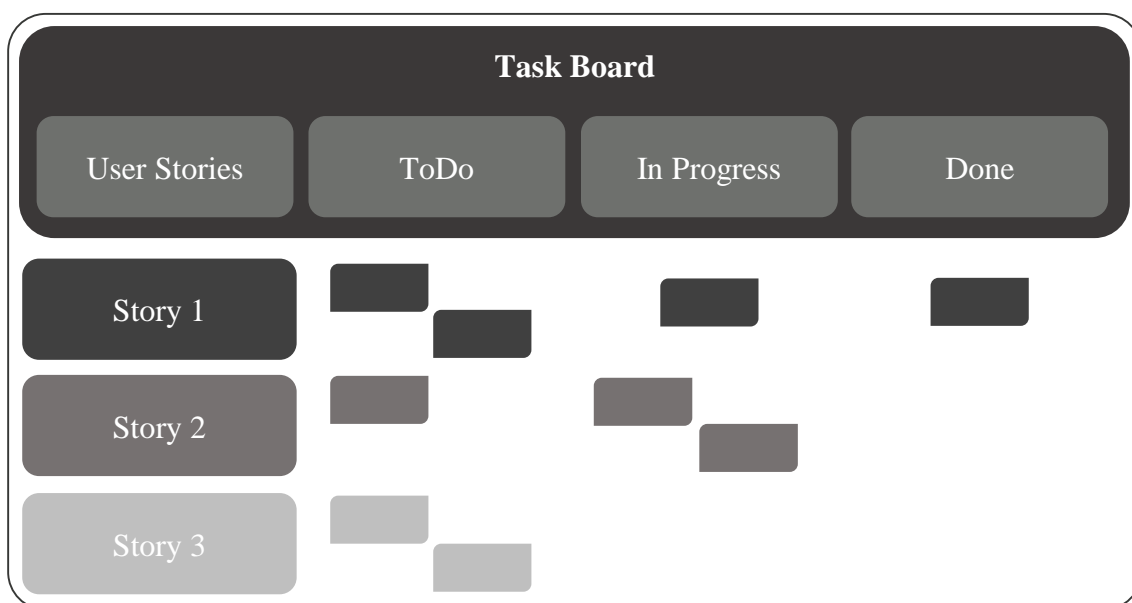 Task Board
User Stories
ToDo
In Progress
Done
Story 1
Story 2
Story 3